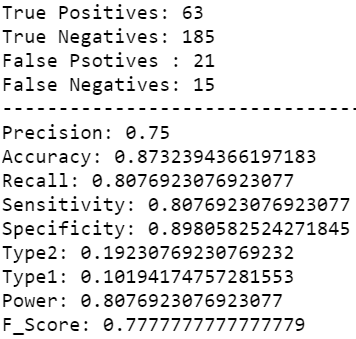 True Positives: 63
True Negatives: 185
False Psotives : 21
False Negatives: 15
--------------------------------
Precision: 0.75
Accuracy: 0.8732394366197183
Recall: 0.8076923076923077
Sensitivity: 0.8076923076923077
Specificity: 0.8980582524271845
Type2: 0.19230769230769232
Type1: 0.10194174757281553
Power: 0.8076923076923077
F_Score: 0.7777777777777779